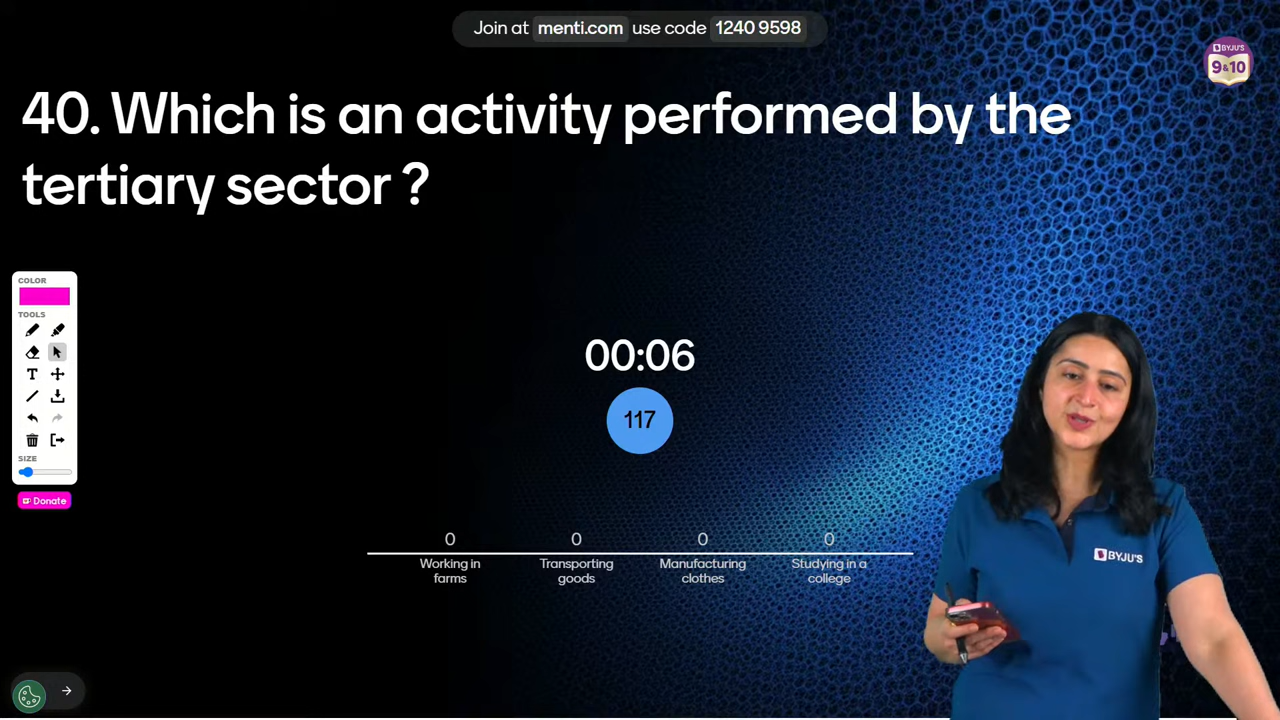 Join at menti.com use code 1240 9598
BYJU'S
9&10
40. Which is an activity performed by the
tertiary sector ?
COLOR
TOOLS
T
SIZE
Donate
00:06
117
0 0 0 0
Working in Transporting Manufacturing Studying in a
farms goods clothes college
BYJU'S